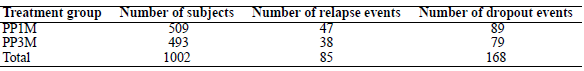 Treatment group Number of subjects Number of relapse events Number of dropout events
PP1M 509 47 89
PP3M 493 38 79
Total 1002 85 168